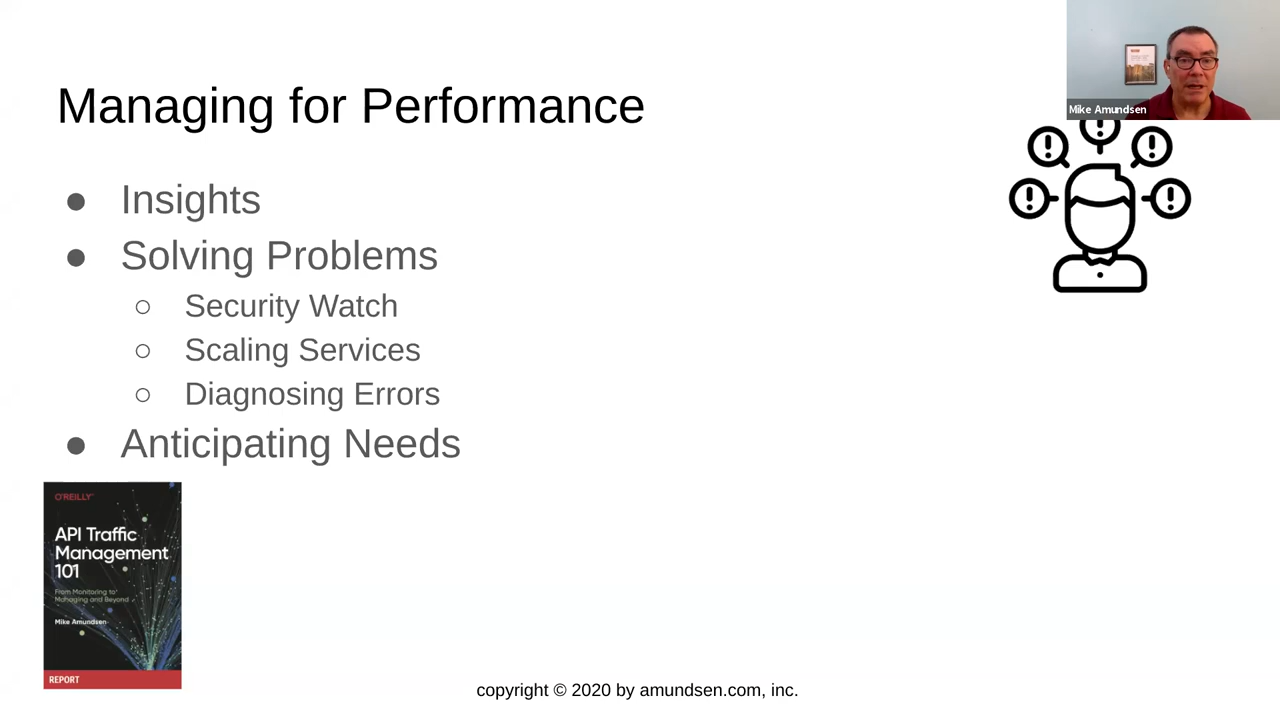 Managing for Performance
Mike Amundsen
● Insights
● Solving Problems
○ Security Watch
○ Scaling Services
○ Diagnosing Errors
● Anticipating Needs
O'REILLY
API Traffic
Management
101
From Monitoring to
Managing and Beyond
Mike Amundsen
REPORT
copyright © 2020 by amundsen.com, inc.